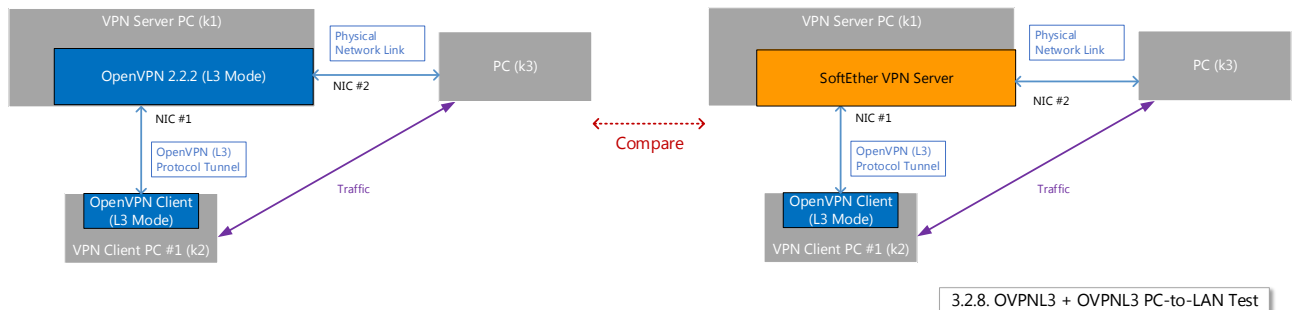 VPN Server PC (k1)
OpenVPN 2.2.2 (L3 Mode)
Physical
Network Link
PC (k3)
NIC #2
NIC #1
OpenVPN (L3)
Protocol Tunnel
Traffic
OpenVPN Client
(L3 Mode)
VPN Client PC #1 (k2)
Compare
VPN Server PC (k1)
SoftEther VPN Server
Physical
Network Link
PC (k3)
NIC #2
NIC #1
OpenVPN (L3)
Protocol Tunnel
Traffic
OpenVPN Client
(L3 Mode)
VPN Client PC #1 (k2)
3.2.8. OVPNL3 + OVPNL3 PC-to-LAN Test